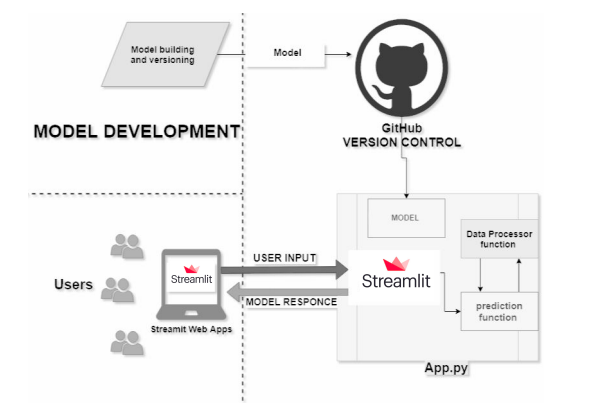 Model building
and versioning
Model
MODEL DEVELOPMENT
GitHub
VERSION CONTROL
MODEL
Data Processor
function
Users
Streamlit
USER INPUT
Streamlit
MODEL RESPONCE
prediction
function
Streamit Web Apps
App.py